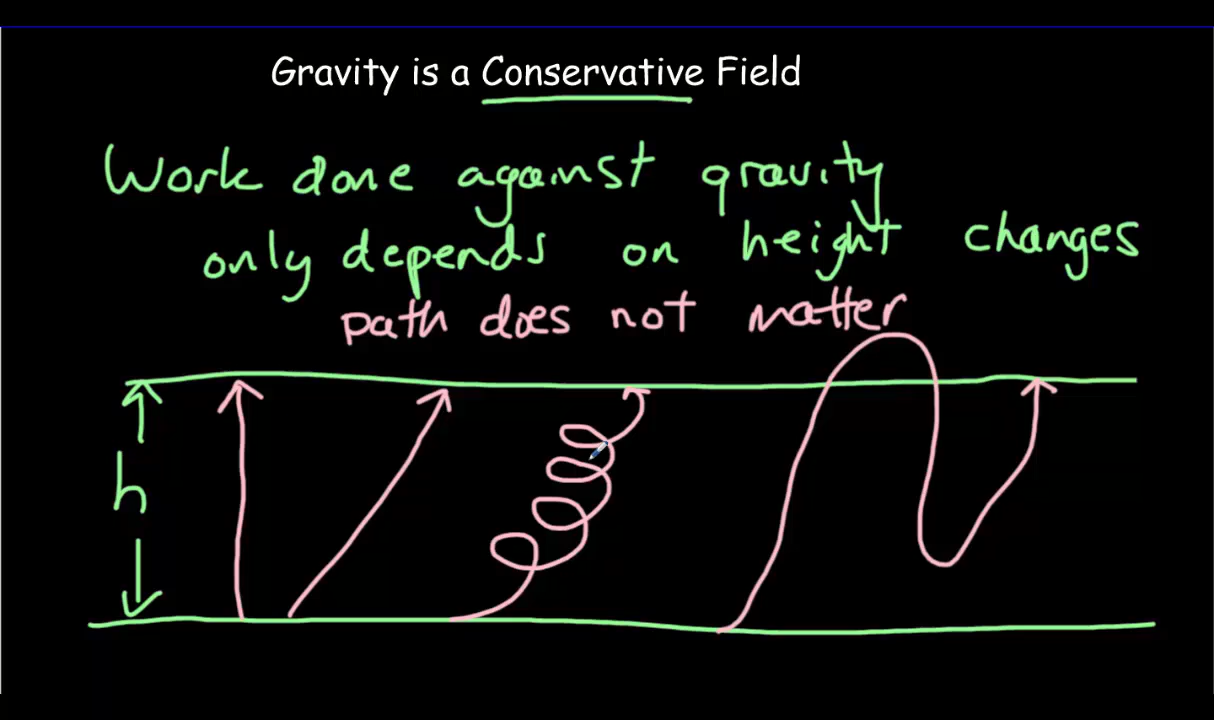 Gravity is a Conservative Field
Work done against gravity
only depends on height changes
path does not matter
h